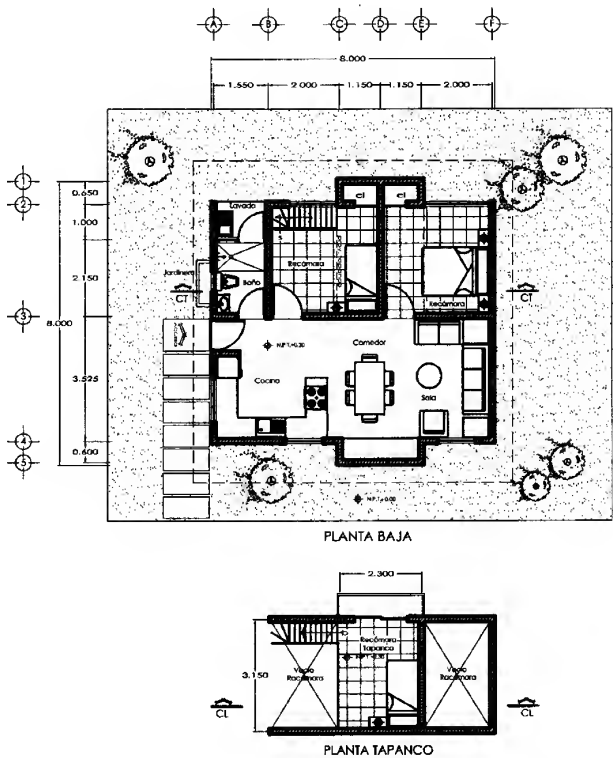 A B C D E F
8.000
1.550 2.000 1.150 1.150 2.000
0.650
2
1.000
2.150
3
8.000
3.525
4
0.600
5
Lavado
cl cl
Recámara
Jardinera
Baño
Recámara
CT CT
N.P.T.+0.30
Comedor
Cocina
Sala
N.P.T.+0.00
PLANTA BAJA
2.300
3.150
Recámara
Tapanco
Vacío
Recámara
Vacío
Recámara
CL CL
PLANTA TAPANCO